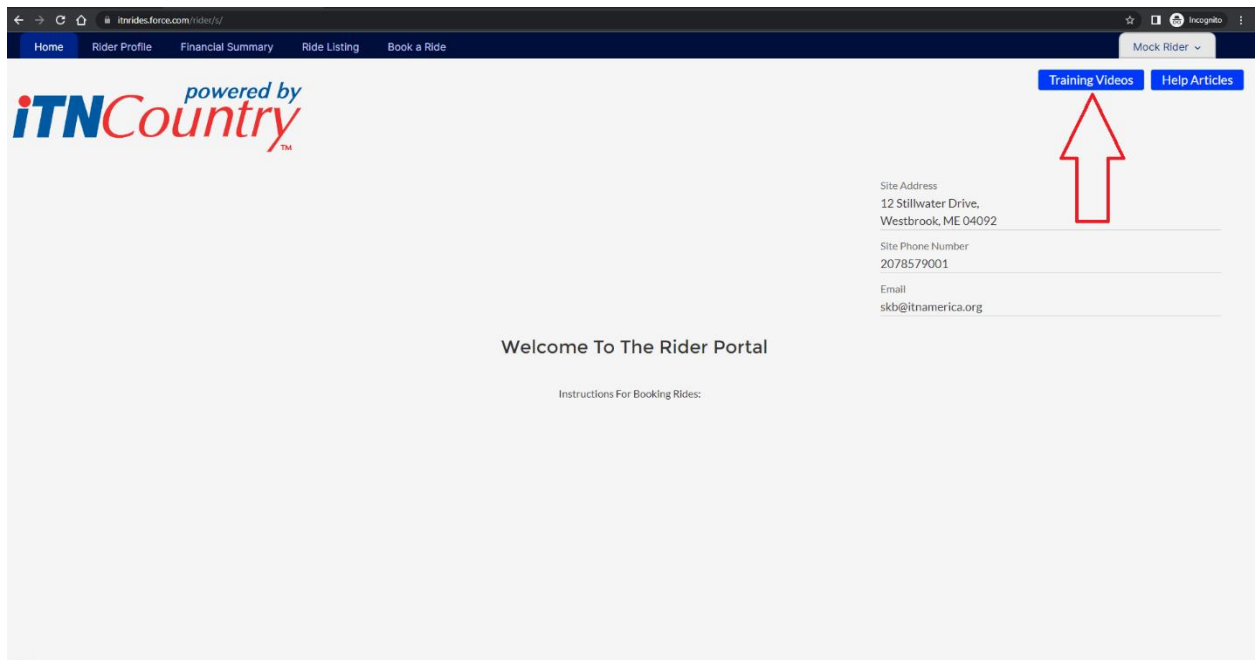 itnrides.force.com/rider/s/
Incognito
Home Rider Profile Financial Summary Ride Listing Book a Ride Mock Rider
Training Videos Help Articles
powered by
iTNCountry
TM
Site Address
12 Stillwater Drive,
Westbrook, ME 04092
Site Phone Number
2078579001
Email
skb@itnamerica.org
Welcome To The Rider Portal
Instructions For Booking Rides: